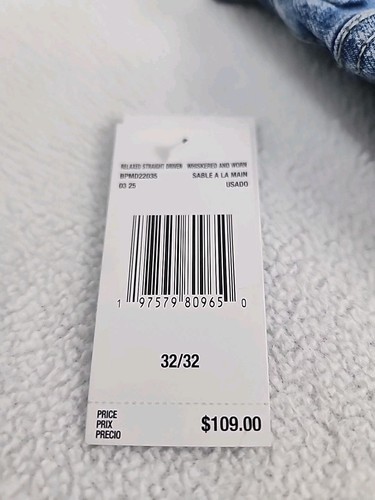 RELAXED STRAIGHT DRIVEN WHISKERED AND WORN
BPMD22035 SABLE A LA MAIN
03 25 USADO
1 97579 80965 0
32/32
PRICE
PRIX
PRECIO
$109.00